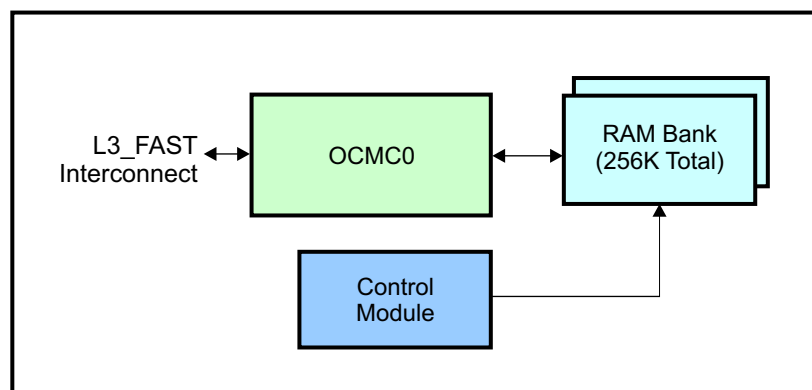 L3_FAST
Interconnect
OCMC0
RAM Bank
(256K Total)
Control
Module